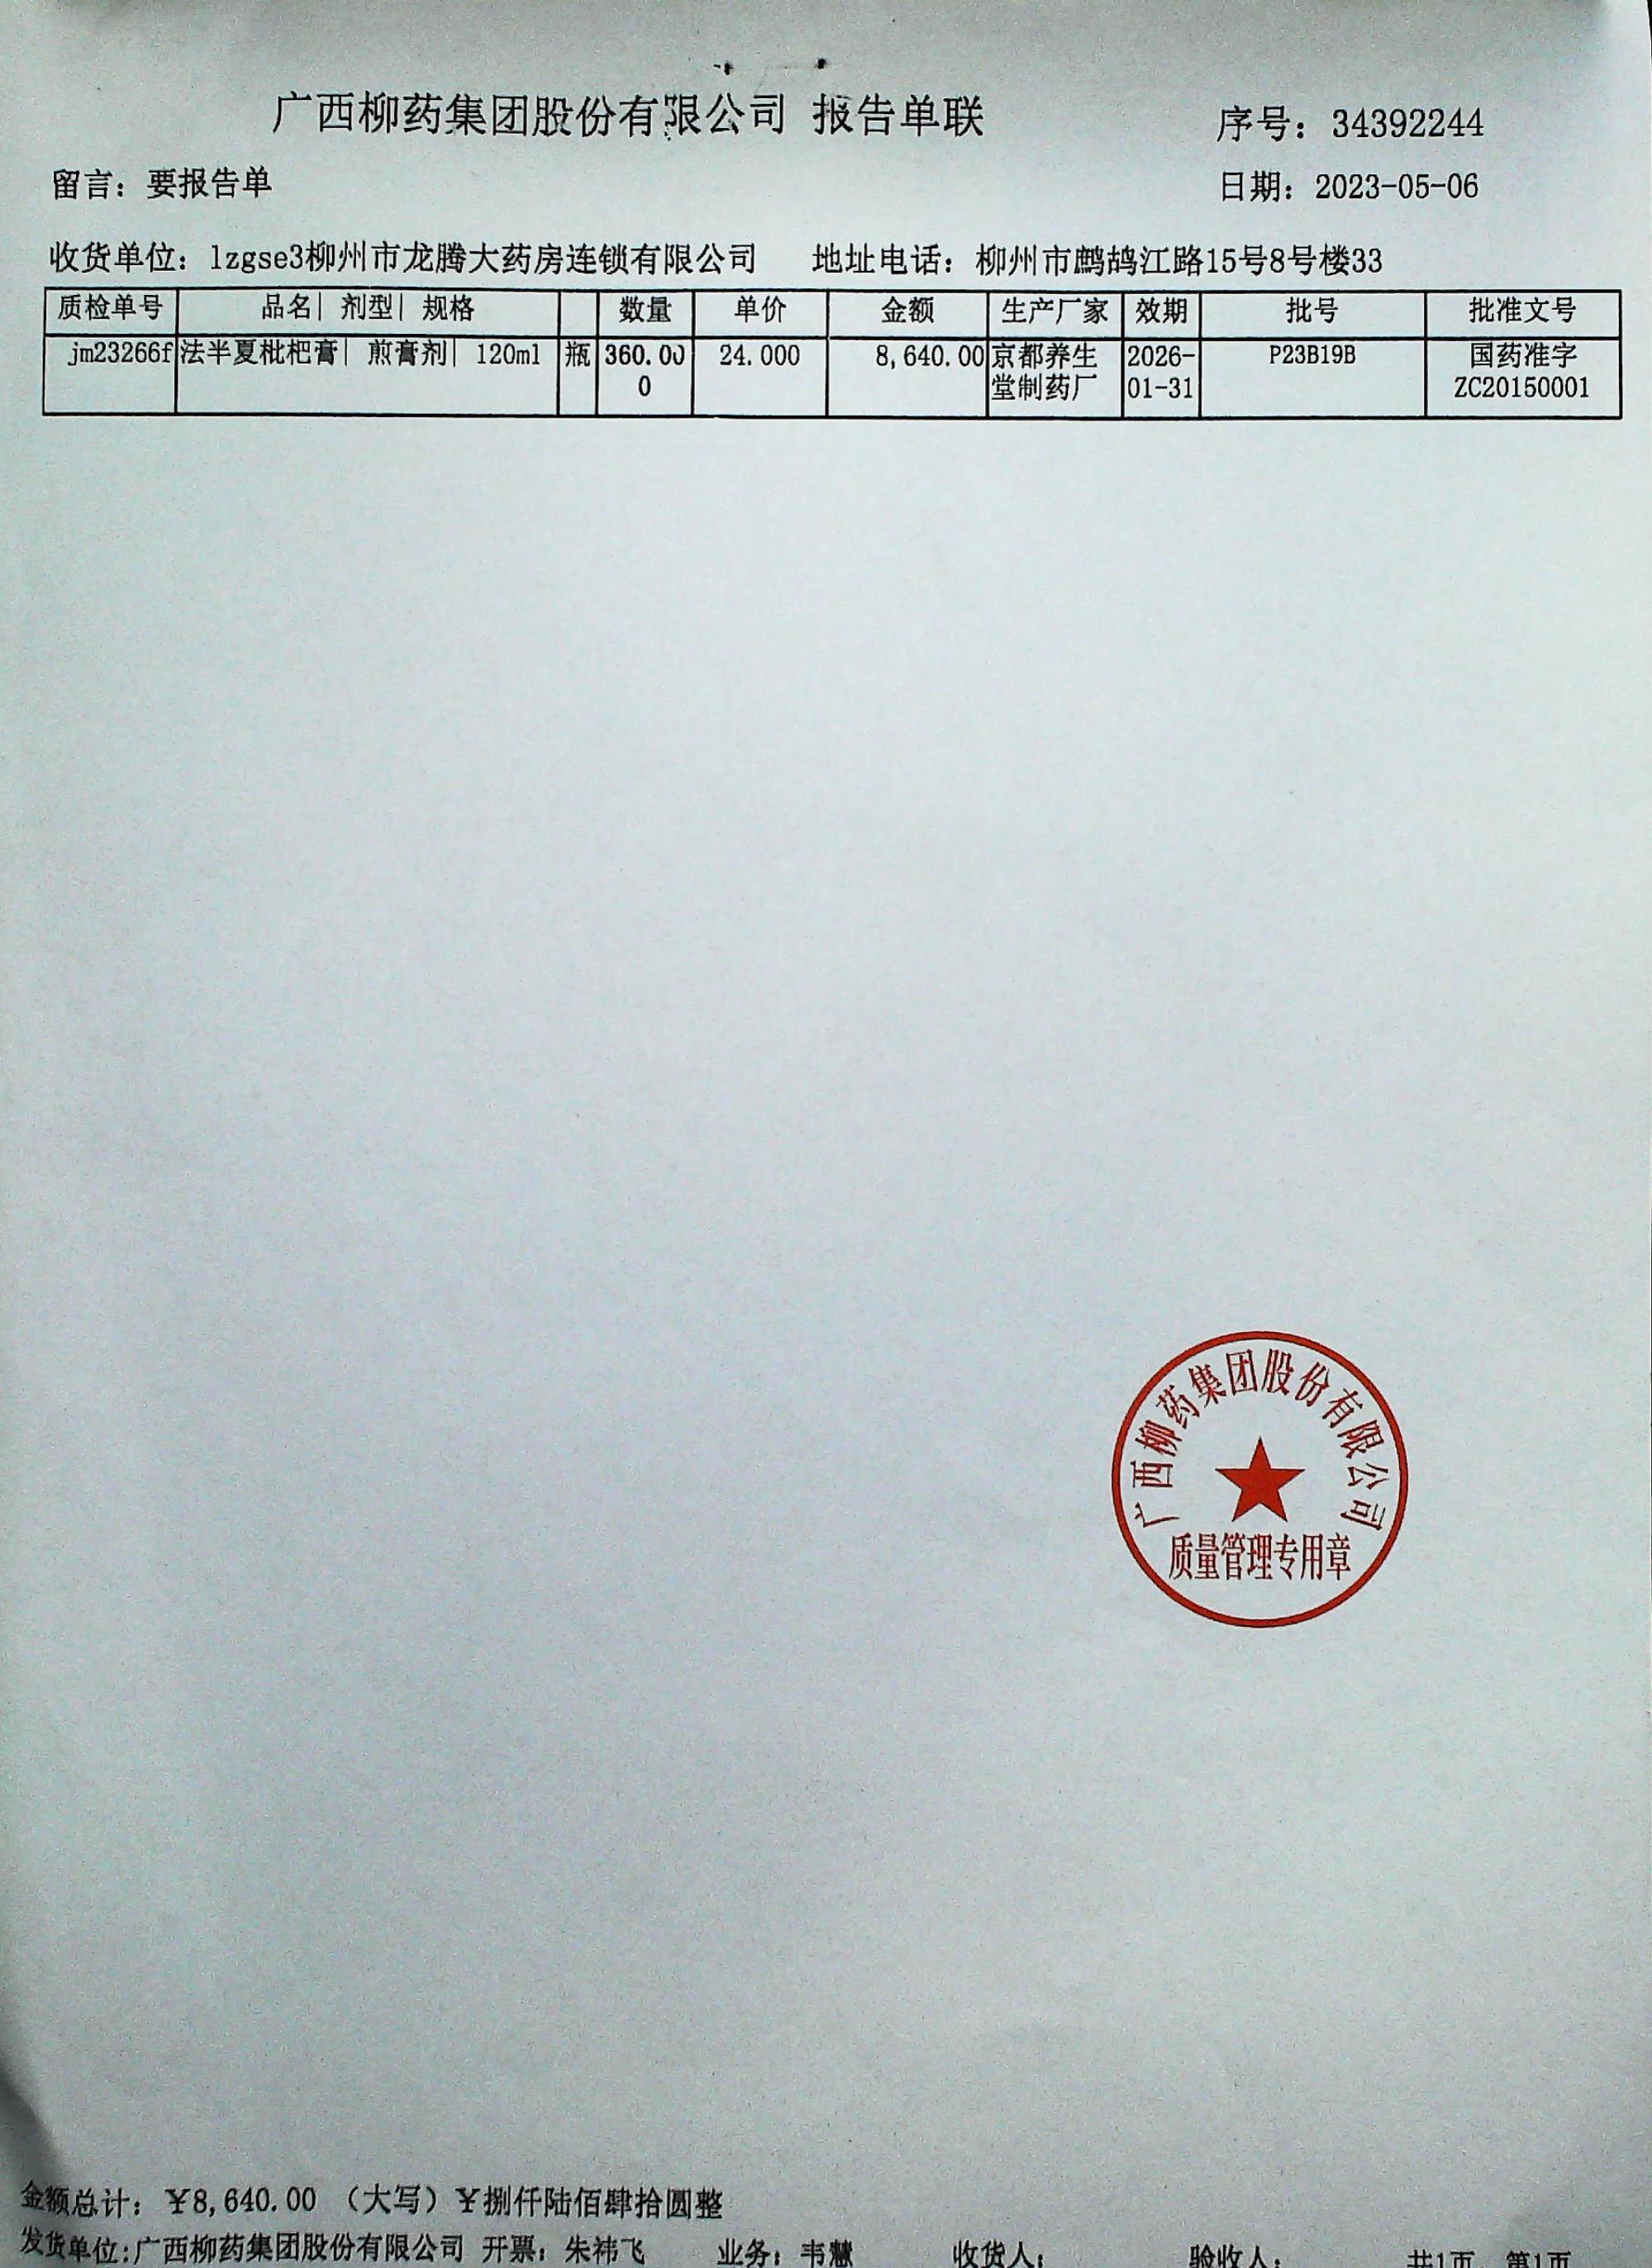 广西柳药集团股份有限公司 报告单联
序号：34392244
留言：要报告单
日期：2023-05-06
收货单位：lzgse3柳州市龙腾大药房连锁有限公司 地址电话：柳州市鹧鸪江路15号8号楼33
质检单号 品名| 剂型| 规格 数量 单价 金额 生产厂家 效期 批号 批准文号
jm23266f 法半夏枇杷膏| 煎膏剂| 120ml 瓶 360.00 24.000 8,640.00 京都养生 2026- P23B19B 国药准字
0 堂制药厂 01-31 ZC20150001
广西柳药集团股份有限公司
质量管理专用章
金额总计：￥8,640.00 （大写）￥捌仟陆佰肆拾圆整
发货单位:广西柳药集团股份有限公司 开票：朱祎飞 业务：韦慧 收货人： 验收人： 共1页 第1页